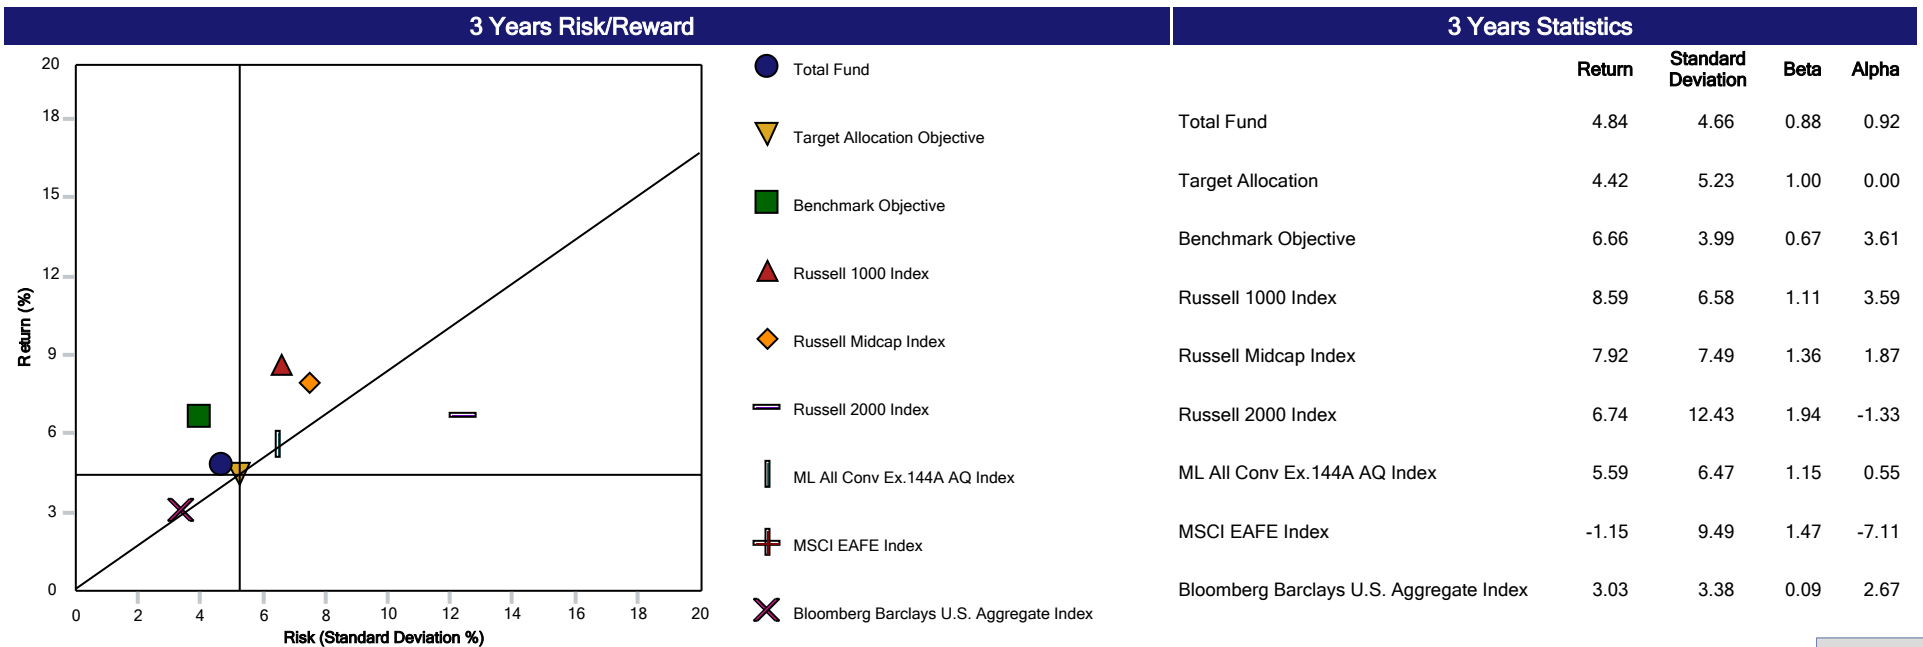 3 Years Risk/Reward
20
18
15
12
9
6
3
0
Return (%)
0 2 4 6 8 10 12 14 16 18 20
Risk (Standard Deviation %)
Total Fund
Target Allocation Objective
Benchmark Objective
Russell 1000 Index
Russell Midcap Index
Russell 2000 Index
ML All Conv Ex.144A AQ Index
MSCI EAFE Index
Bloomberg Barclays U.S. Aggregate Index
3 Years Statistics
Return Standard Deviation Beta Alpha
Total Fund 4.84 4.66 0.88 0.92
Target Allocation 4.42 5.23 1.00 0.00
Benchmark Objective 6.66 3.99 0.67 3.61
Russell 1000 Index 8.59 6.58 1.11 3.59
Russell Midcap Index 7.92 7.49 1.36 1.87
Russell 2000 Index 6.74 12.43 1.94 -1.33
ML All Conv Ex.144A AQ Index 5.59 6.47 1.15 0.55
MSCI EAFE Index -1.15 9.49 1.47 -7.11
Bloomberg Barclays U.S. Aggregate Index 3.03 3.38 0.09 2.67